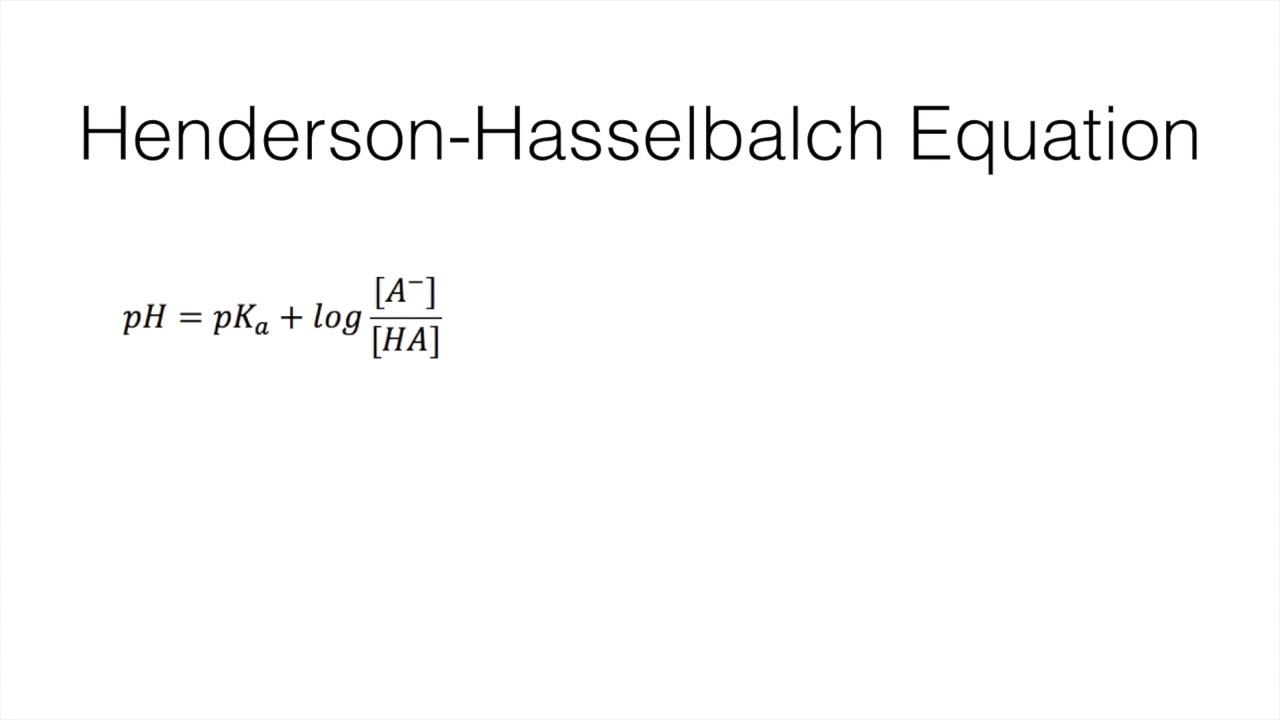 Henderson-Hasselbalch Equation
pH = pKₐ + log [A⁻]/[HA]